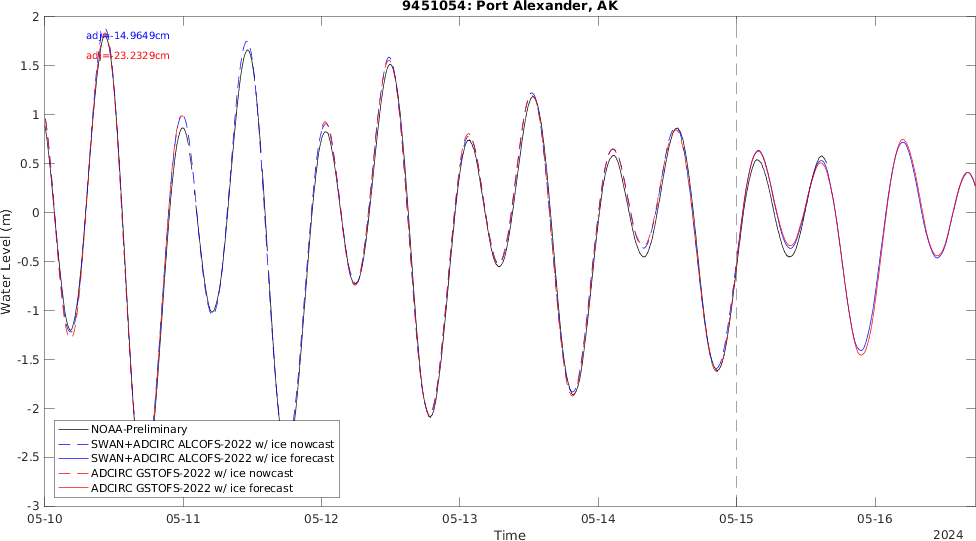 9451054: Port Alexander, AK
adj=-14.9649cm
adj=-23.2329cm
Water Level (m)
2
1.5
1
0.5
0
-0.5
-1
-1.5
-2
-2.5
-3
NOAA-Preliminary
SWAN+ADCIRC ALCOFS-2022 w/ ice nowcast
SWAN+ADCIRC ALCOFS-2022 w/ ice forecast
ADCIRC GSTOFS-2022 w/ ice nowcast
ADCIRC GSTOFS-2022 w/ ice forecast
05-10 05-11 05-12 05-13 05-14 05-15 05-16
Time
2024